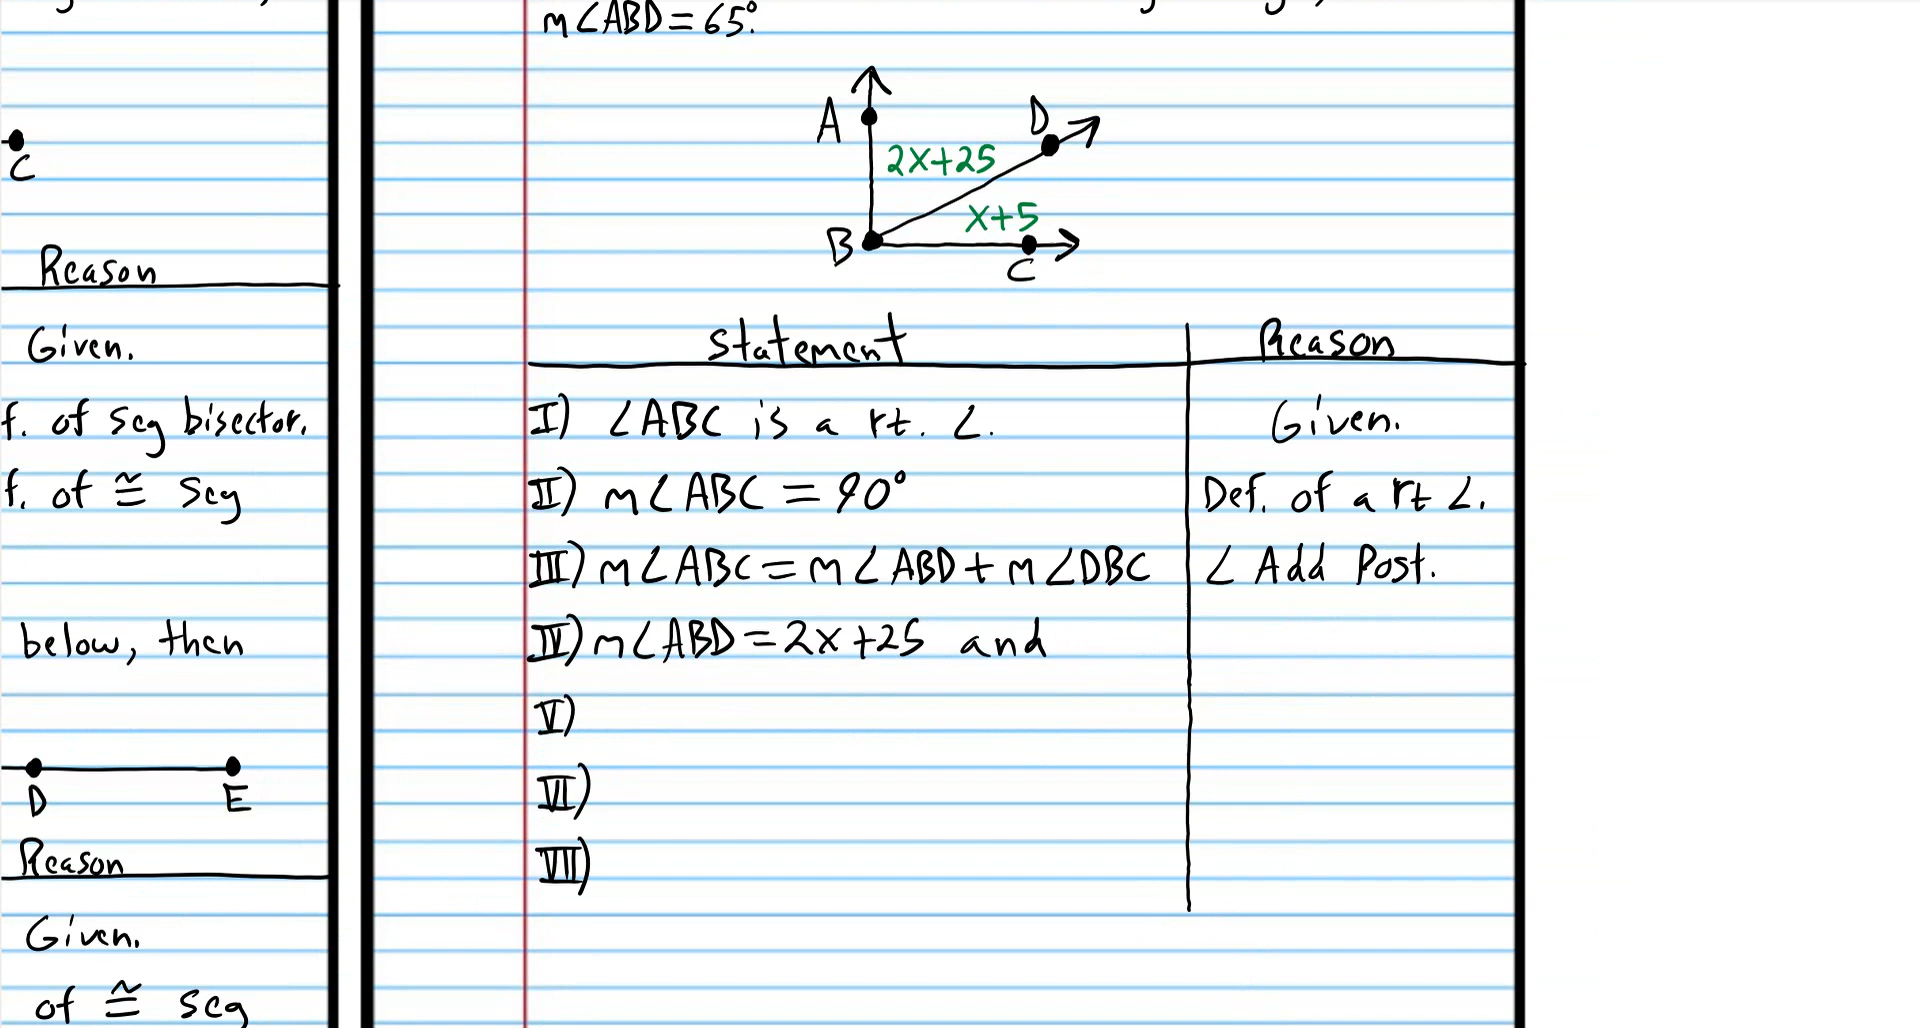 C
Reason
Given.
f. of seg bisector.
f. of ≅ seg
below, then
D E
Reason
Given.
of ≅ seg
m∠ABD = 65°.
A
D
2x+25
x+5
B
C
Statement Reason
I) ∠ABC is a rt. ∠. Given.
II) m∠ABC = 90° Def. of a rt ∠.
III) m∠ABC = m∠ABD + m∠DBC ∠ Add Post.
IV) m∠ABD = 2x+25 and
V)
VI)
VII)